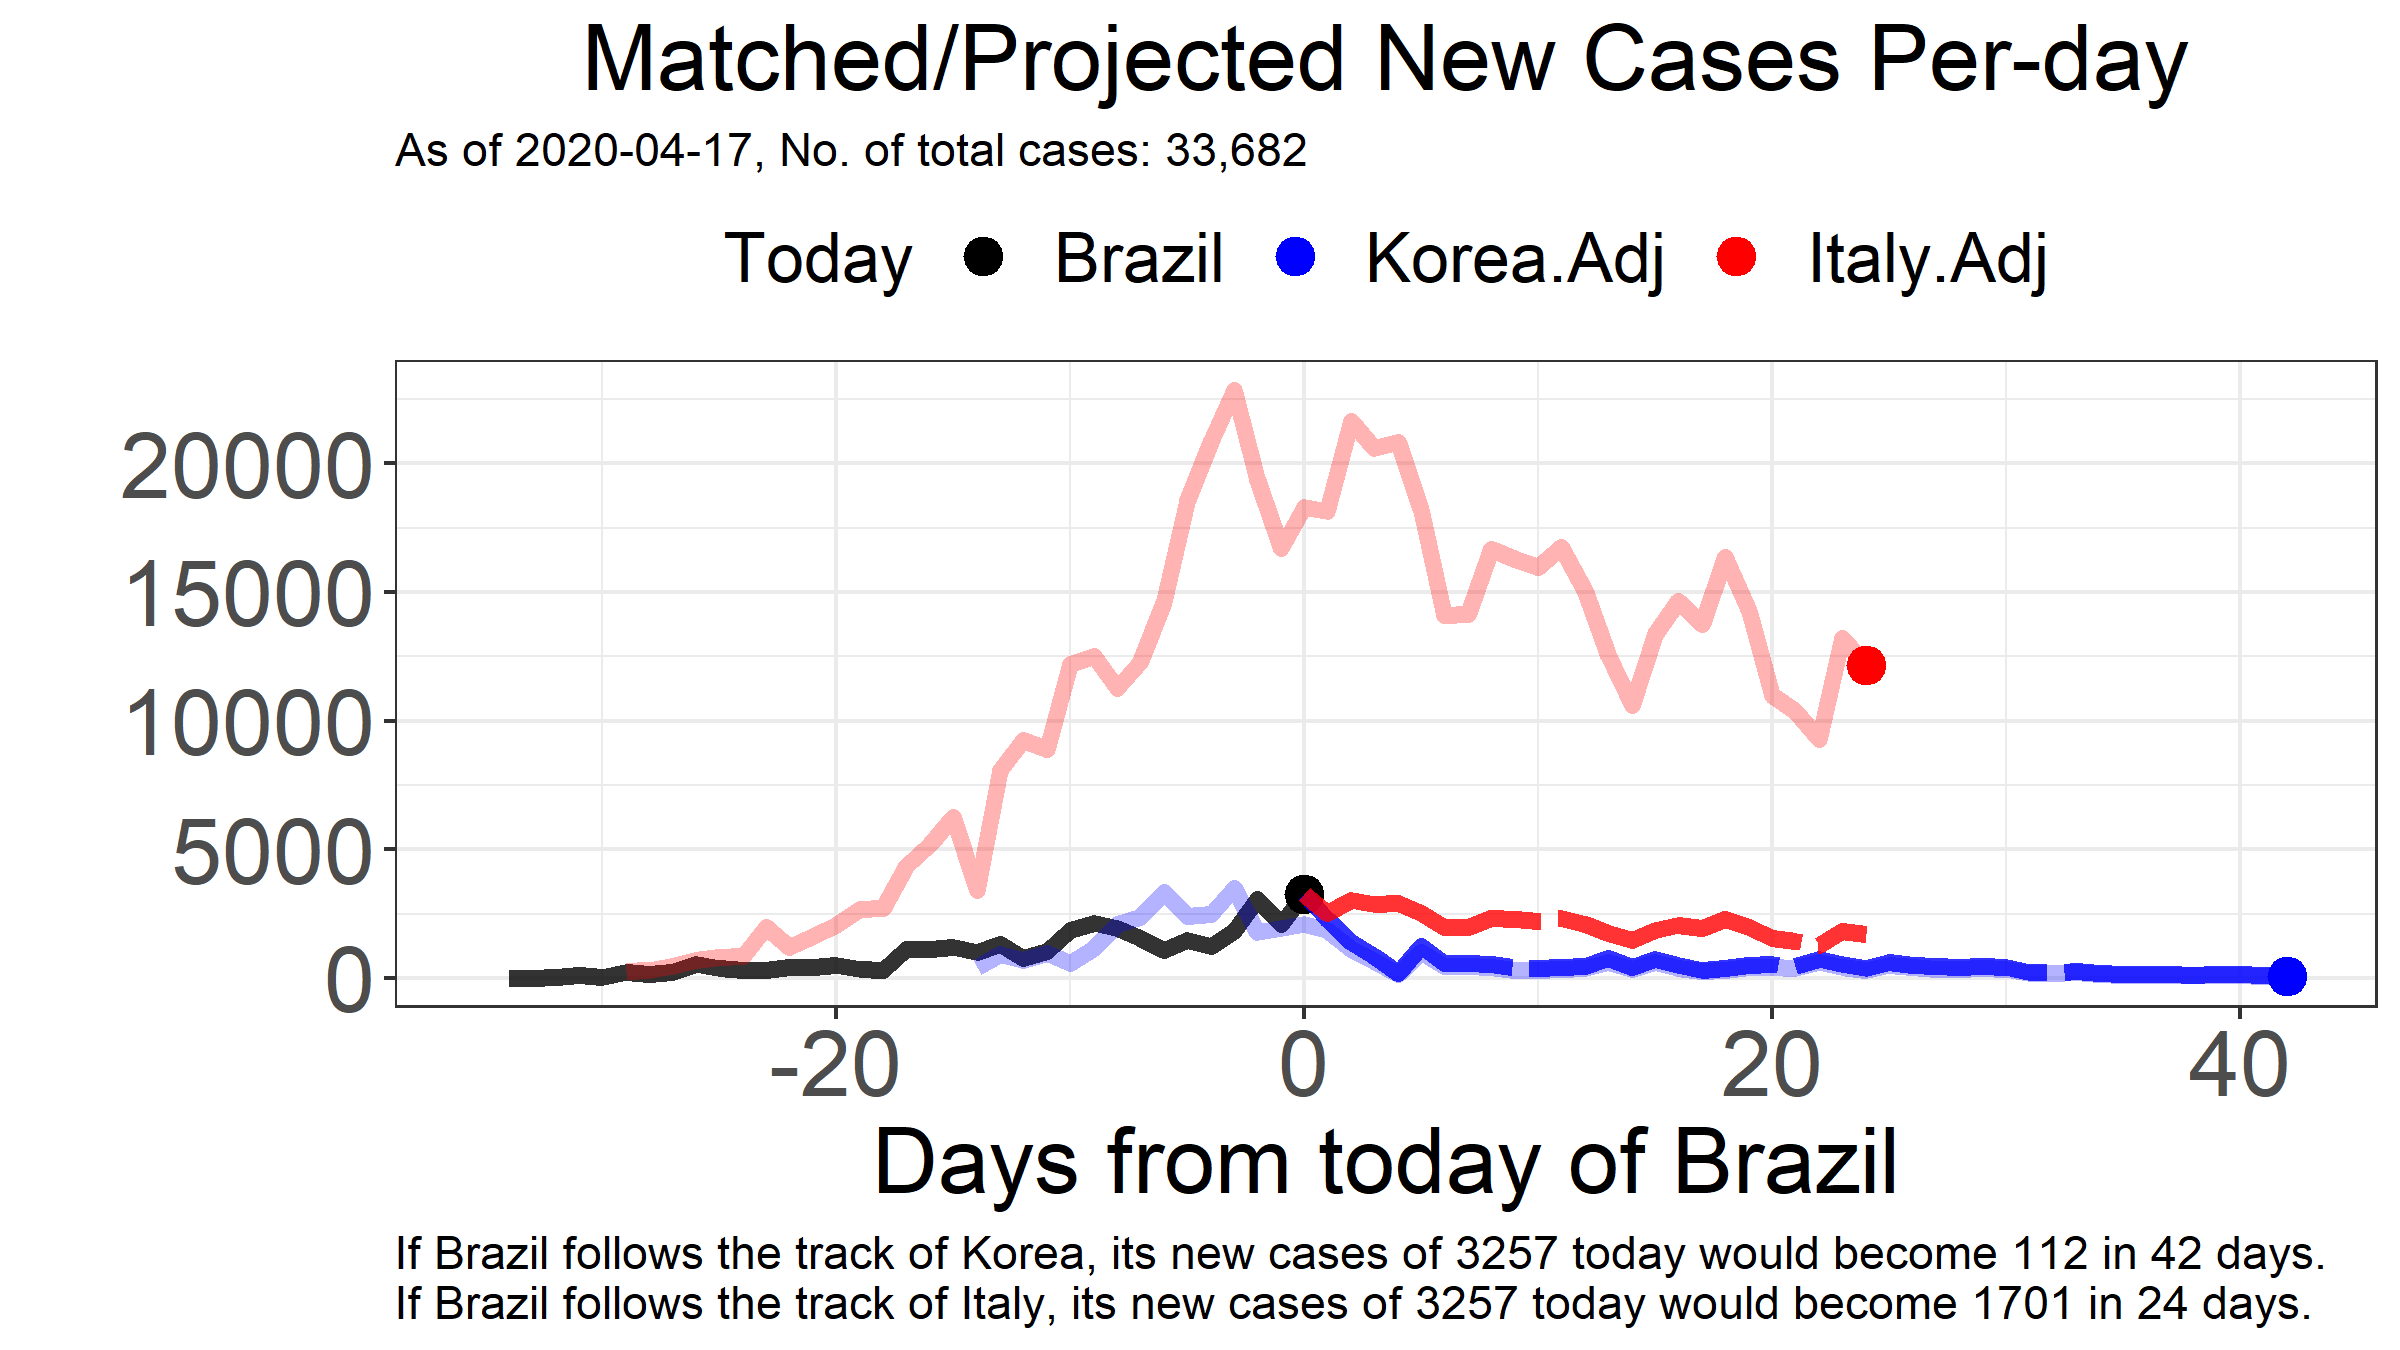 Matched/Projected New Cases Per-day
As of 2020-04-17, No. of total cases: 33,682
Today Brazil Korea.Adj Italy.Adj
20000
15000
10000
5000
0
-20 0 20 40
Days from today of Brazil
If Brazil follows the track of Korea, its new cases of 3257 today would become 112 in 42 days.
If Brazil follows the track of Italy, its new cases of 3257 today would become 1701 in 24 days.